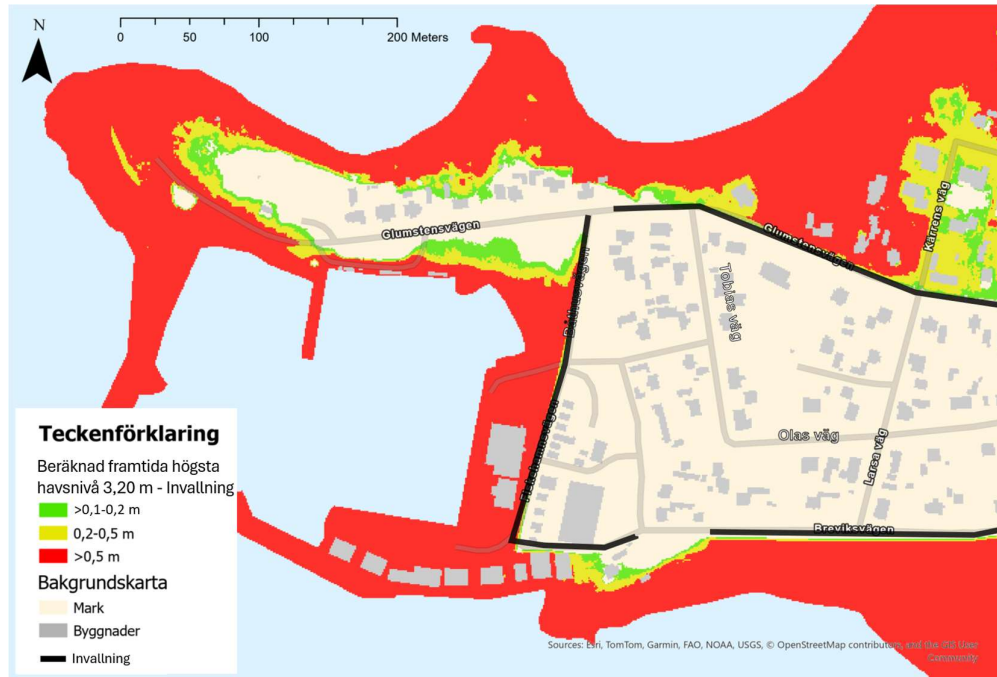 N
0 50 100 200 Meters
Glumstensvägen
Glumstensvägen
Kärrens väg
Tobias väg
Olas väg
Larsa väg
Breviksvägen
Teckenförklaring
Beräknad framtida högsta
havsnivå 3,20 m - Invallning
>0,1-0,2 m
0,2-0,5 m
>0,5 m
Bakgrundskarta
Mark
Byggnader
Invallning
Sources: Esri, TomTom, Garmin, FAO, NOAA, USGS, © OpenStreetMap contributors, and the GIS User
Community